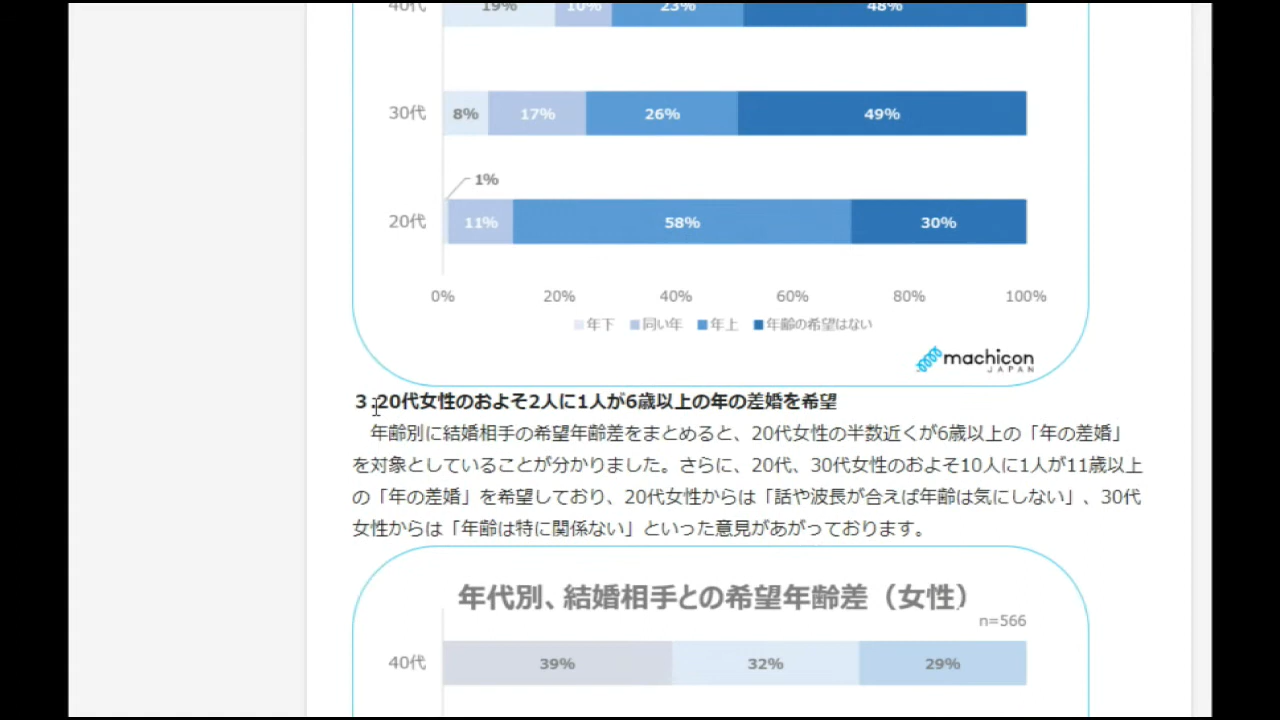 40代 19% 10% 23% 48%
30代 8% 17% 26% 49%
1%
20代 11% 58% 30%
0% 20% 40% 60% 80% 100%
年下 同い年 年上 年齢の希望はない
machicon
JAPAN
３.20代女性のおよそ2人に1人が6歳以上の年の差婚を希望
年齢別に結婚相手の希望年齢差をまとめると、20代女性の半数近くが6歳以上の「年の差婚」
を対象としていることが分かりました。さらに、20代、30代女性のおよそ10人に1人が11歳以上
の「年の差婚」を希望しており、20代女性からは「話や波長が合えば年齢は気にしない」、30代
女性からは「年齢は特に関係ない」といった意見があがっております。
年代別、結婚相手との希望年齢差（女性）
n=566
40代 39% 32% 29%